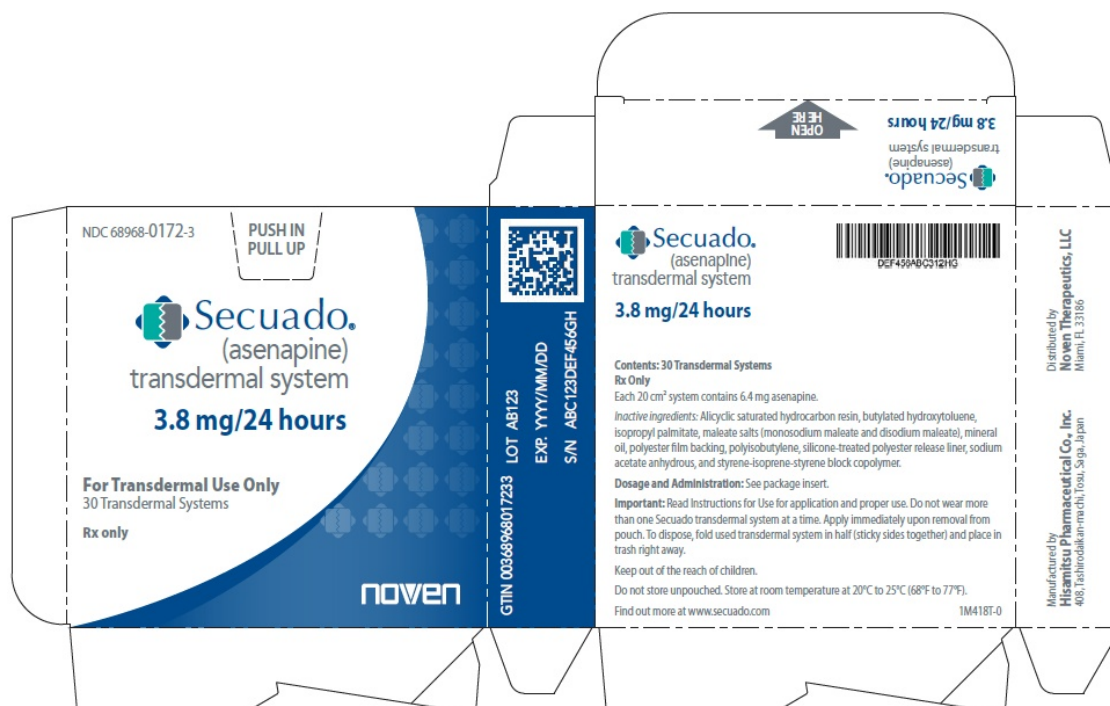 NDC 68968-0172-3
PUSH IN
PULL UP
Secuado®
(asenapine)
transdermal system
3.8 mg/24 hours
For Transdermal Use Only
30 Transdermal Systems
Rx only
noven
GTIN 00368968017233
LOT AB123
EXP. YYYY/MM/DD
S/N ABC123DEF456GH
OPEN
HERE
Secuado®
(asenapine)
transdermal system
3.8 mg/24 hours
Secuado®
(asenapine)
transdermal system
3.8 mg/24 hours
DEF456ABC312HG
Contents: 30 Transdermal Systems
Rx Only
Each 20 cm² system contains 6.4 mg asenapine.
Inactive ingredients: Alicyclic saturated hydrocarbon resin, butylated hydroxytoluene,
isopropyl palmitate, maleate salts (monosodium maleate and disodium maleate), mineral
oil, polyester film backing, polyisobutylene, silicone-treated polyester release liner, sodium
acetate anhydrous, and styrene-isoprene-styrene block copolymer.
Dosage and Administration: See package insert.
Important: Read Instructions for Use for application and proper use. Do not wear more
than one Secuado transdermal system at a time. Apply immediately upon removal from
pouch. To dispose, fold used transdermal system in half (sticky sides together) and place in
trash right away.
Keep out of the reach of children.
Do not store unpouched. Store at room temperature at 20°C to 25°C (68°F to 77°F).
Find out more at www.secuado.com
1M418T-0
Manufactured by
Hisamitsu Pharmaceutical Co., Inc.
408, Tashirodaikan-machi, Tosu, Saga, Japan
Distributed by
Noven Therapeutics, LLC
Miami, FL 33186